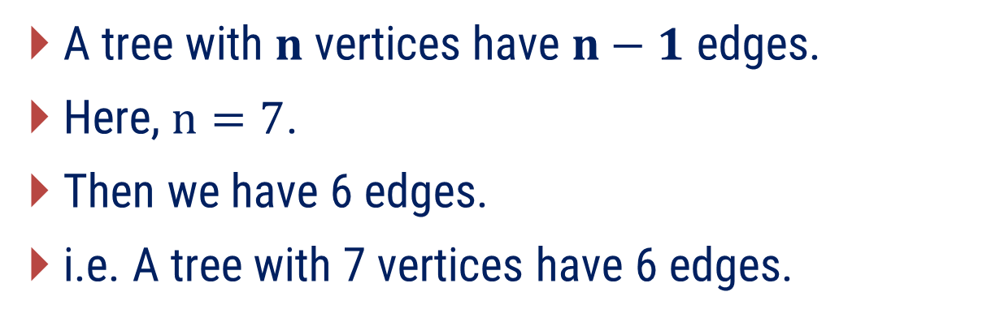 A tree with n vertices have n − 1 edges.
Here, n = 7.
Then we have 6 edges.
i.e. A tree with 7 vertices have 6 edges.